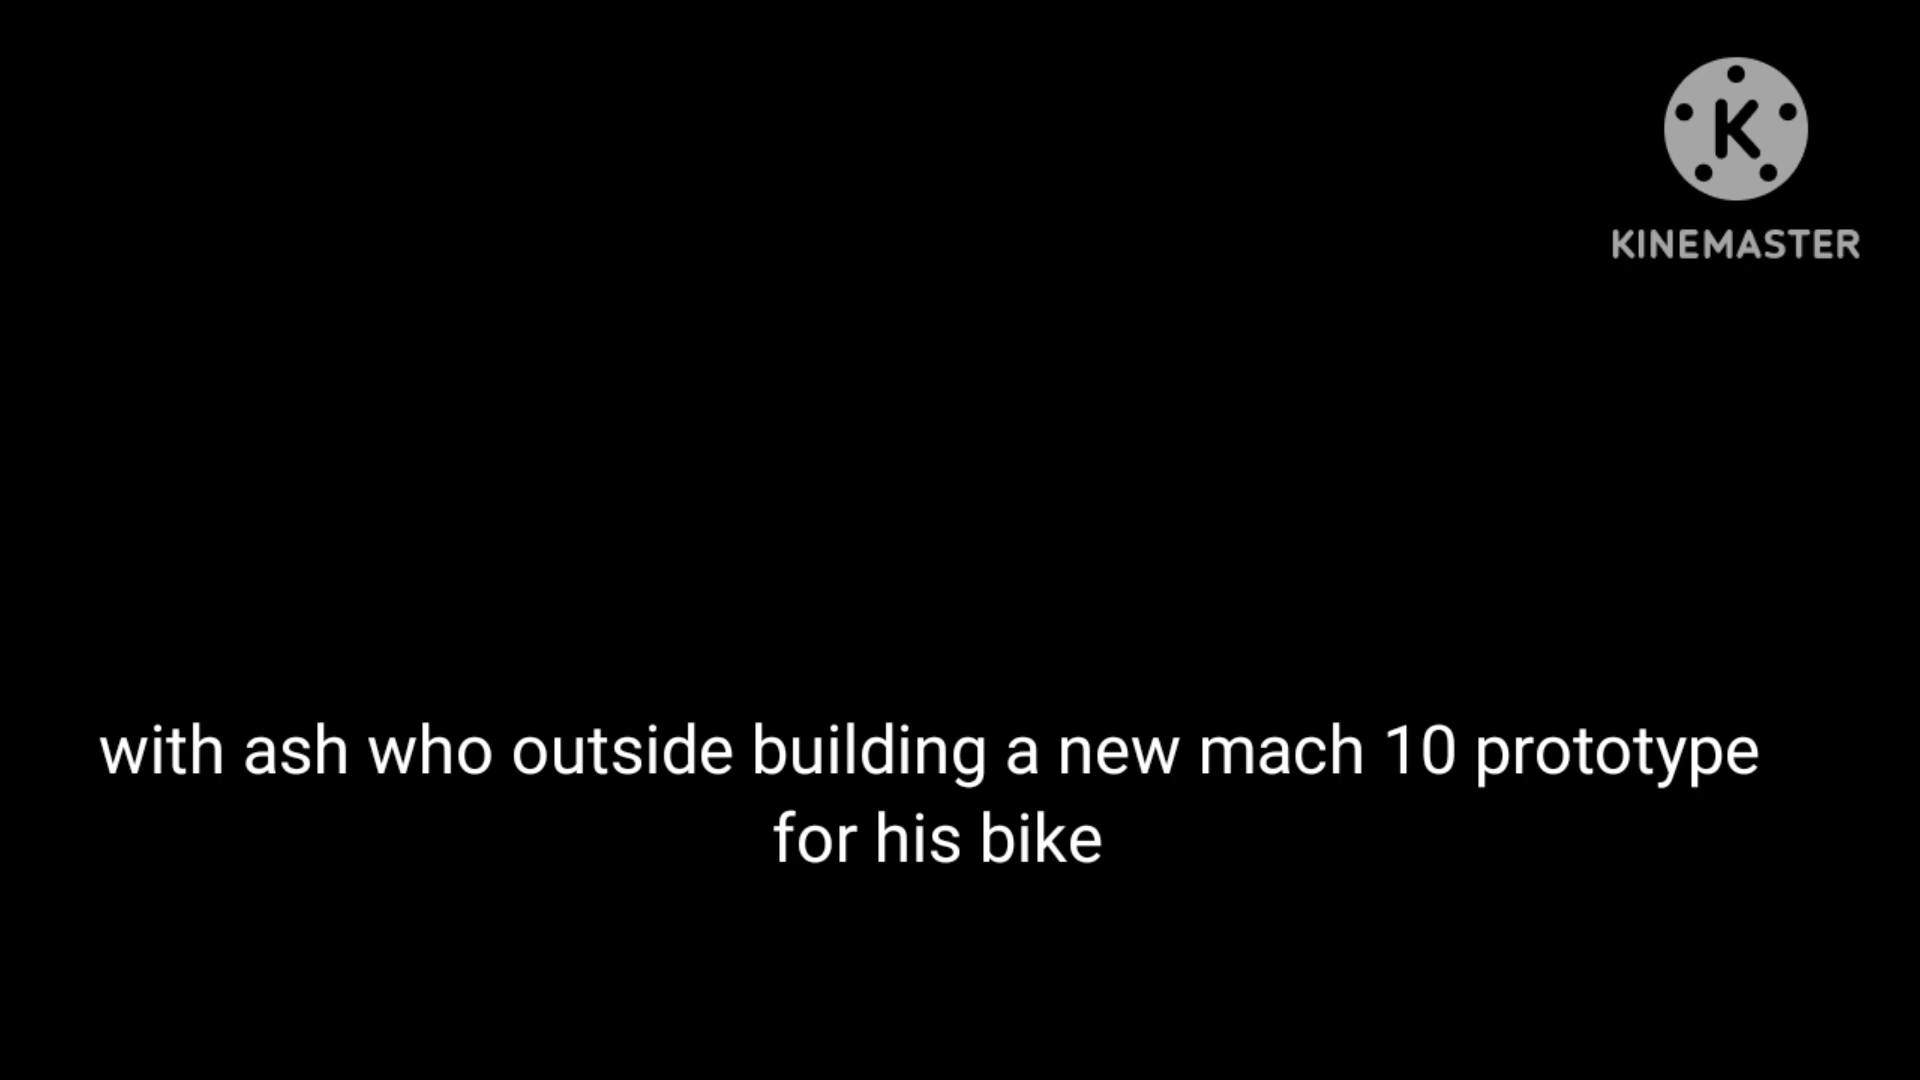 K
KINEMASTER
with ash who outside building a new mach 10 prototype
for his bike